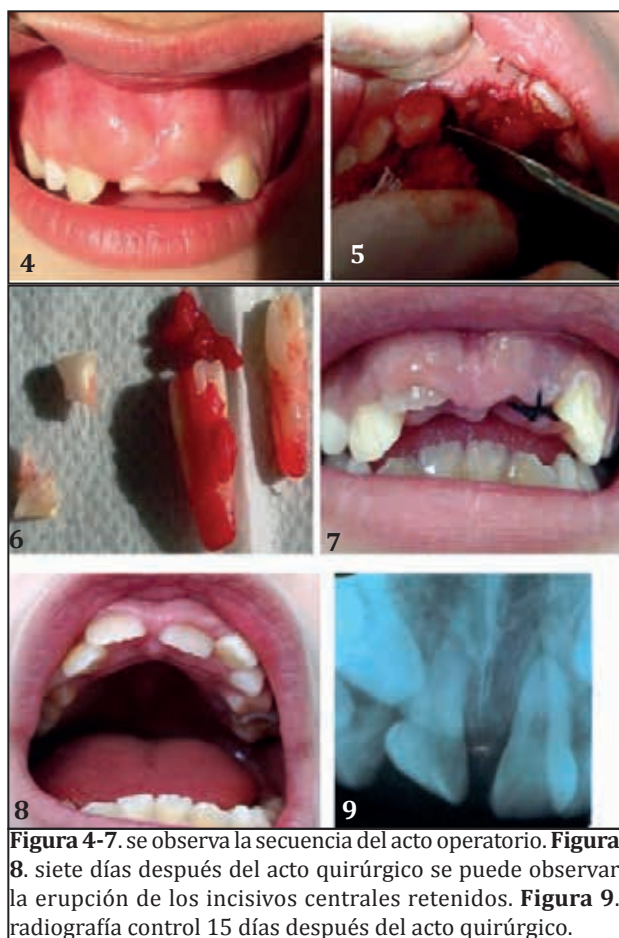 4
5
6
7
8
9
Figura 4-7. se observa la secuencia del acto operatorio. Figura
8. siete días después del acto quirúrgico se puede observar
la erupción de los incisivos centrales retenidos. Figura 9.
radiografía control 15 días después del acto quirúrgico.